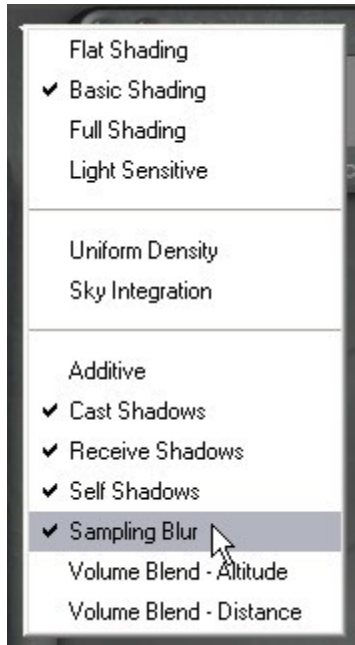 Flat Shading
Basic Shading
Full Shading
Light Sensitive
Uniform Density
Sky Integration
Additive
Cast Shadows
Receive Shadows
Self Shadows
Sampling Blur
Volume Blend - Altitude
Volume Blend - Distance